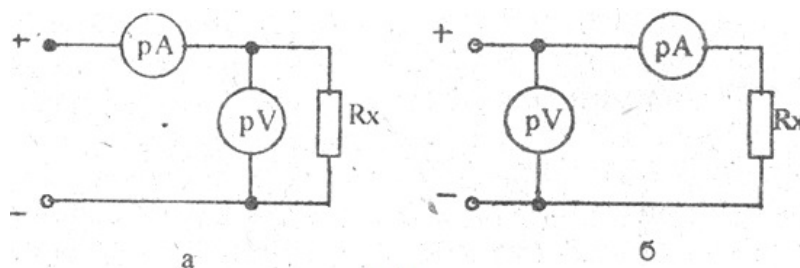 + pA pV Rx -
а
+ pA pV Rx -
б